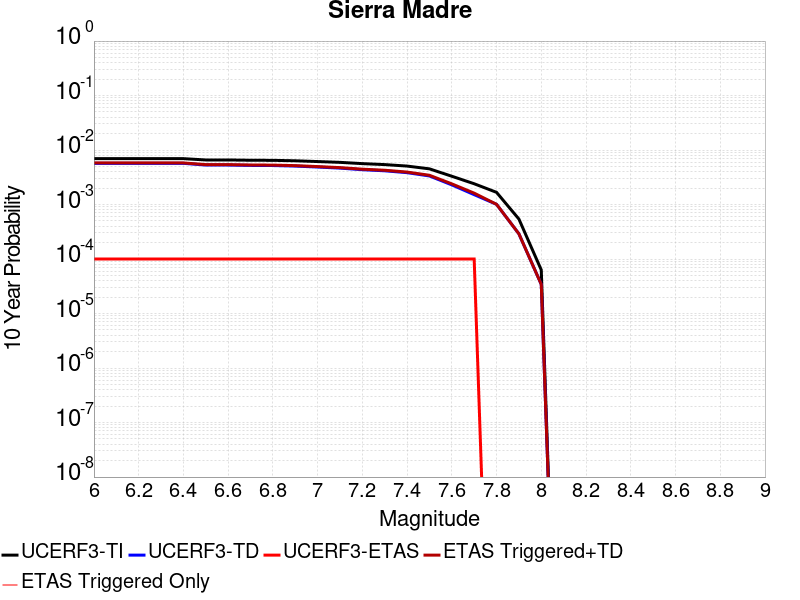 Sierra Madre
10 0
10 -1
10 -2
10 -3
10 -4
10 -5
10 -6
10 -7
10 -8
10 Year Probability
6 6.2 6.4 6.6 6.8 7 7.2 7.4 7.6 7.8 8 8.2 8.4 8.6 8.8 9
Magnitude
UCERF3-TI UCERF3-TD UCERF3-ETAS ETAS Triggered+TD
ETAS Triggered Only